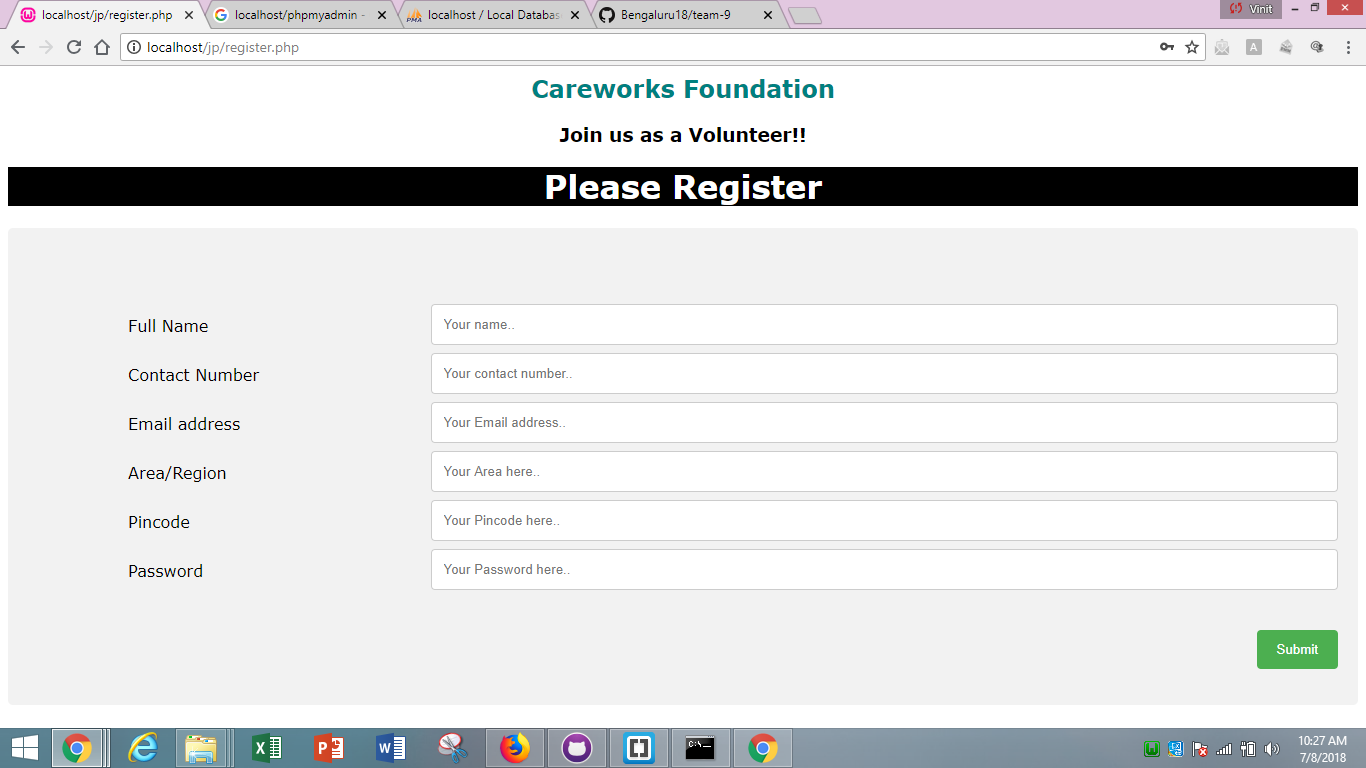 localhost/jp/register.php
localhost/phpmyadmin -
localhost / Local Databas
Bengaluru18/team-9
Vinit
localhost/jp/register.php
Careworks Foundation
Join us as a Volunteer!!
Please Register
Full Name
Your name..
Contact Number
Your contact number..
Email address
Your Email address..
Area/Region
Your Area here..
Pincode
Your Pincode here..
Password
Your Password here..
Submit
10:27 AM
7/8/2018